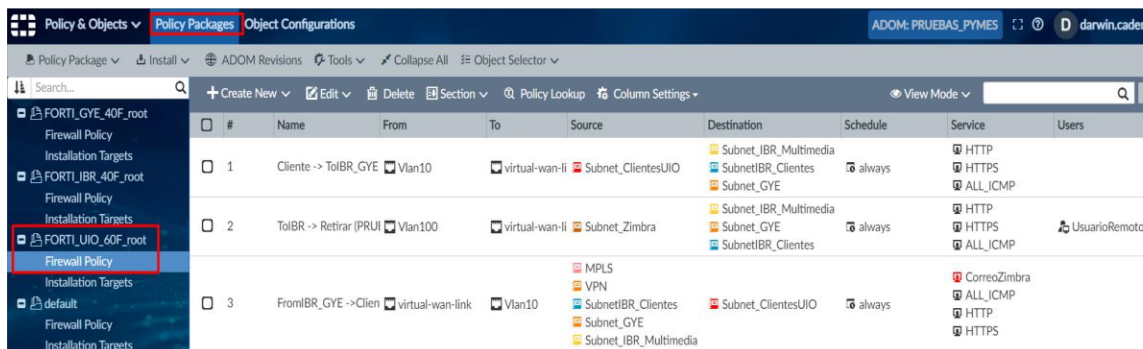 Policy & Objects Policy Packages Object Configurations ADOM: PRUEBAS_PYMES D darwin.cader
Policy Package Install ADOM Revisions Tools Collapse All Object Selector
Search... Create New Edit Delete Section Policy Lookup Column Settings View Mode
FORTI_GYE_40F_root
Firewall Policy
Installation Targets
FORTI_IBR_40F_root
Firewall Policy
Installation Targets
FORTI_UIO_60F_root
Firewall Policy
Installation Targets
default
Firewall Policy
Installation Targets
# Name From To Source Destination Schedule Service Users
1 Cliente -> ToIBR_GYE Vlan10 virtual-wan-li Subnet_ClientesUIO
Subnet_IBR_Multimedia
SubnetIBR_Clientes
Subnet_GYE
always
HTTP
HTTPS
ALL_ICMP
2 ToIBR -> Retirar (PRUI Vlan100 virtual-wan-li Subnet_Zimbra
Subnet_IBR_Multimedia
Subnet_GYE
SubnetIBR_Clientes
always
HTTP
HTTPS
ALL_ICMP
UsuarioRemoto
3 FromIBR_GYE ->Clien virtual-wan-link Vlan10
MPLS
VPN
SubnetIBR_Clientes
Subnet_GYE
Subnet_IBR_Multimedia
Subnet_ClientesUIO
always
CorreoZimbra
ALL_ICMP
HTTP
HTTPS